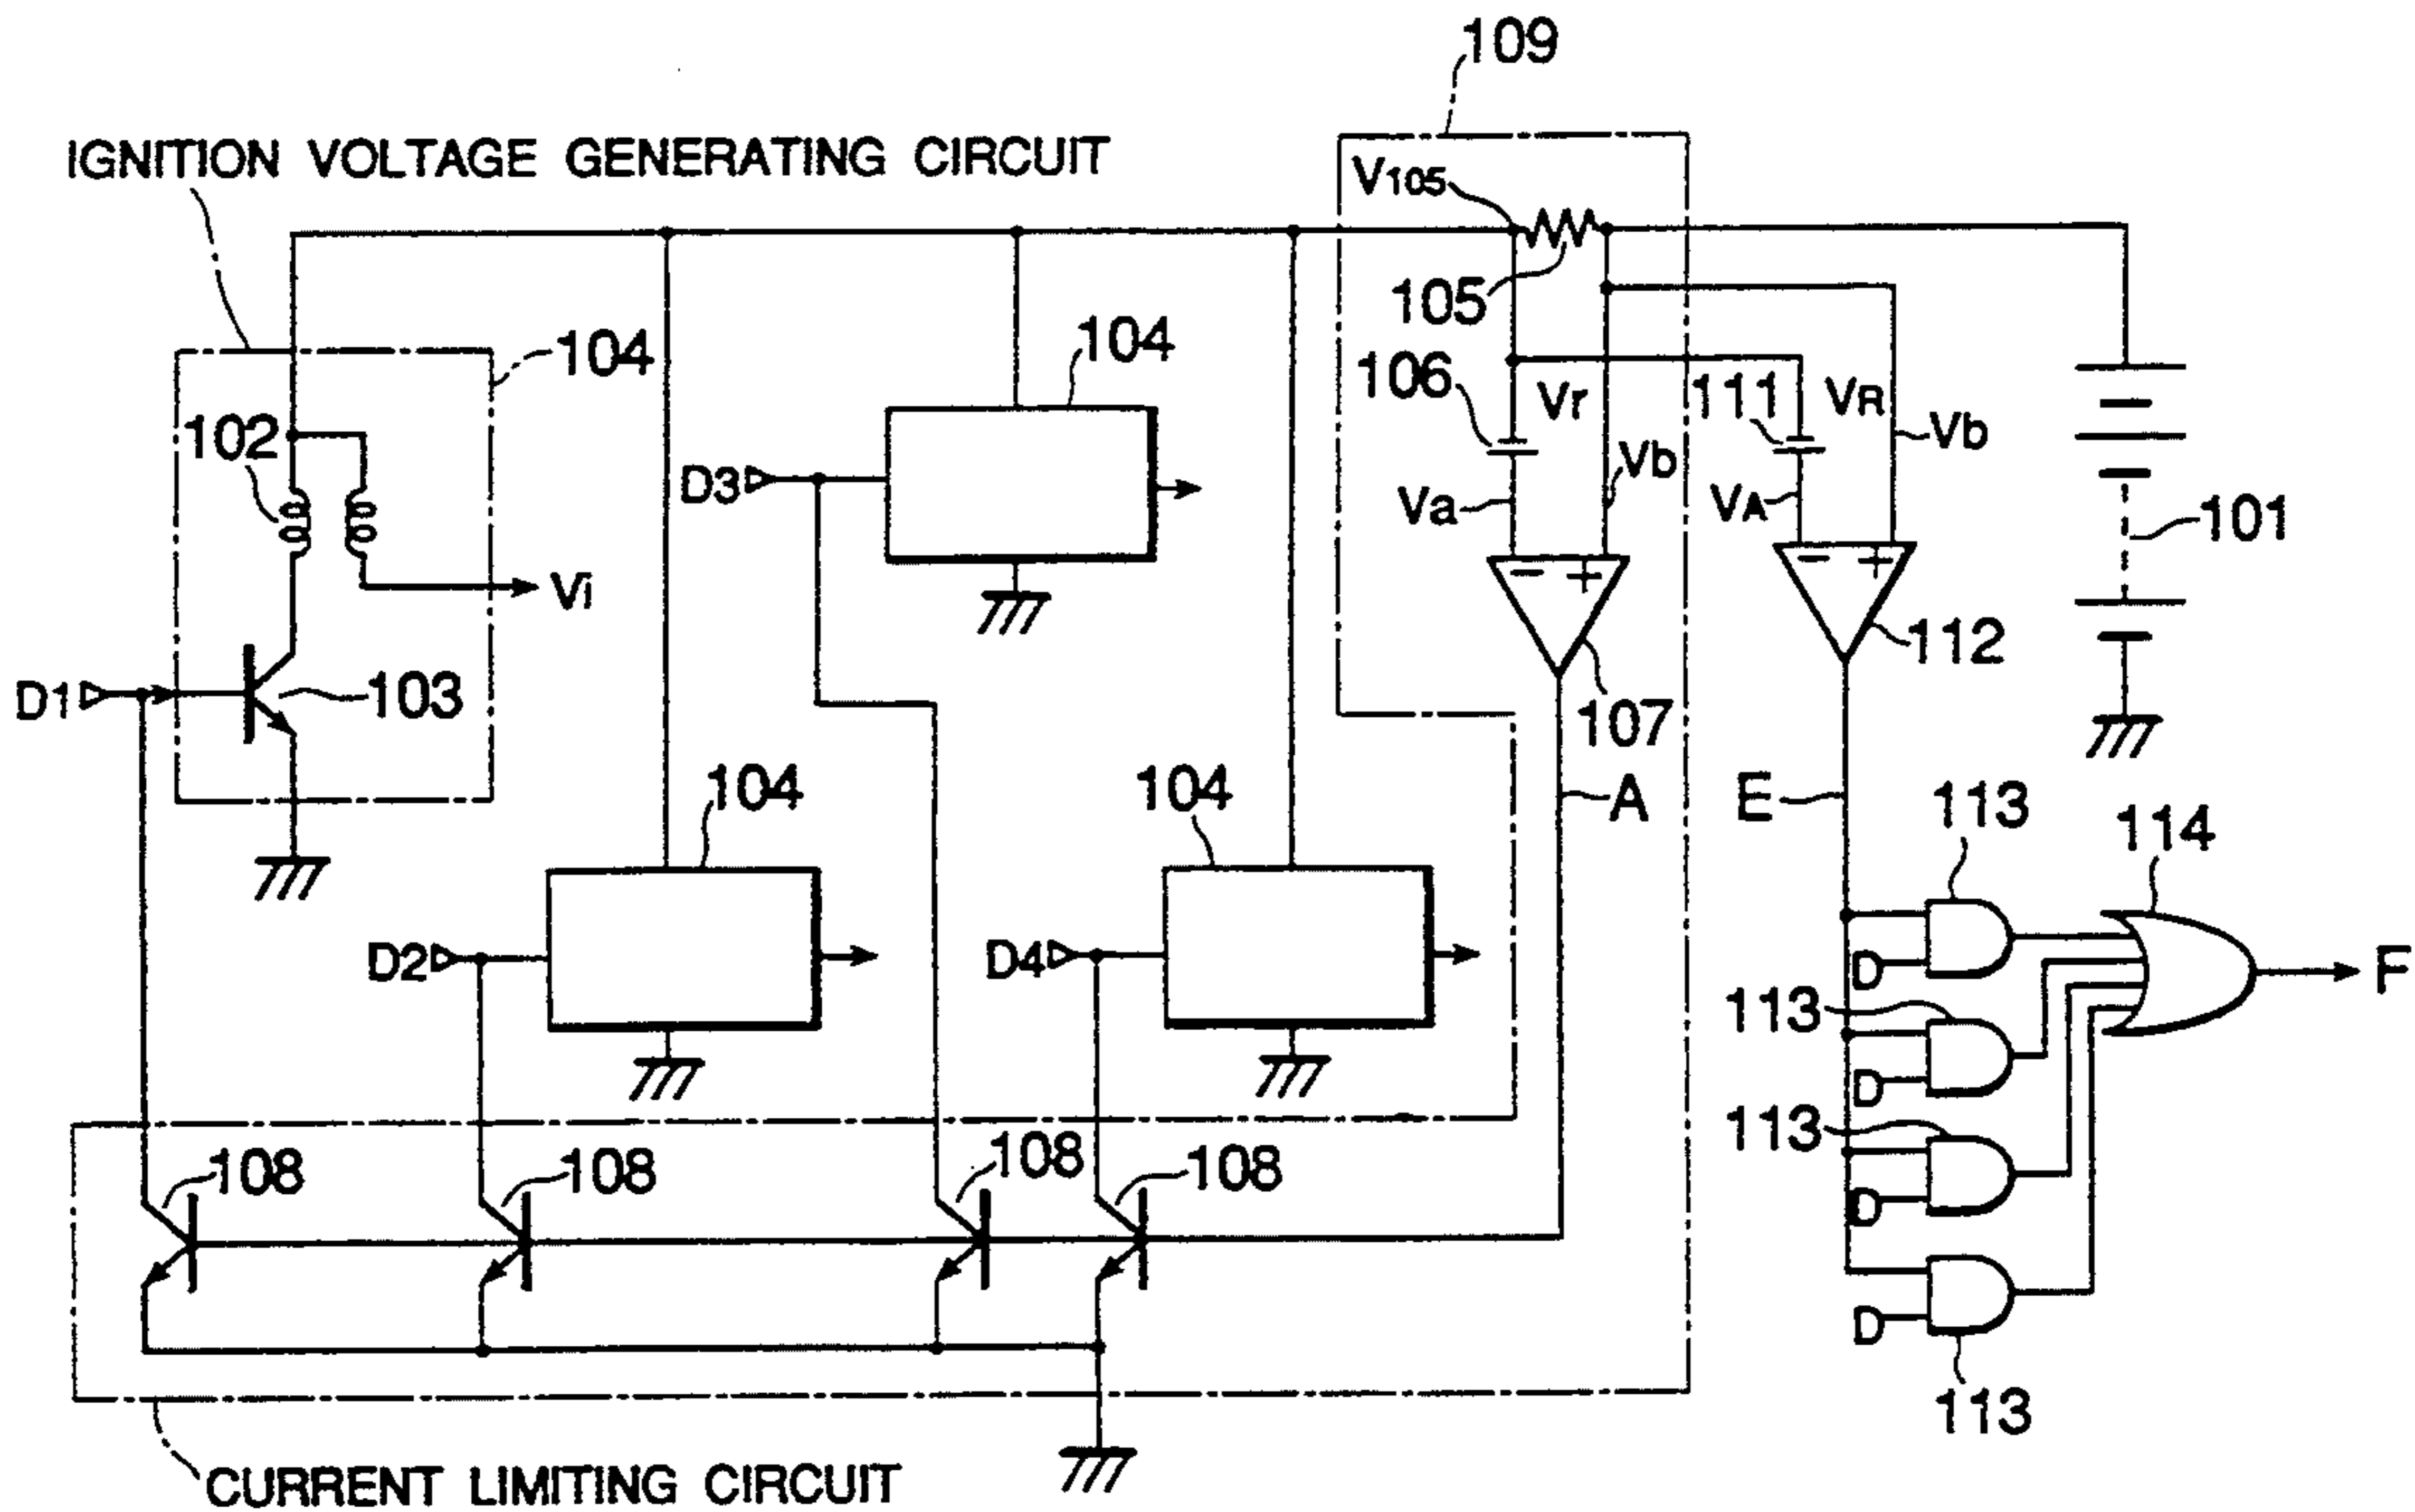 109
IGNITION VOLTAGE GENERATING CIRCUIT
V105
105
104
104
106
Vr
111
VR
Vb
102
D3
Vb
Va
VA
101
Vi
− +
− +
112
D1
103
107
104
104
A
E
113
114
D2
D4
D
F
113
D
113
D
108
108
108
108
D
113
CURRENT LIMITING CIRCUIT